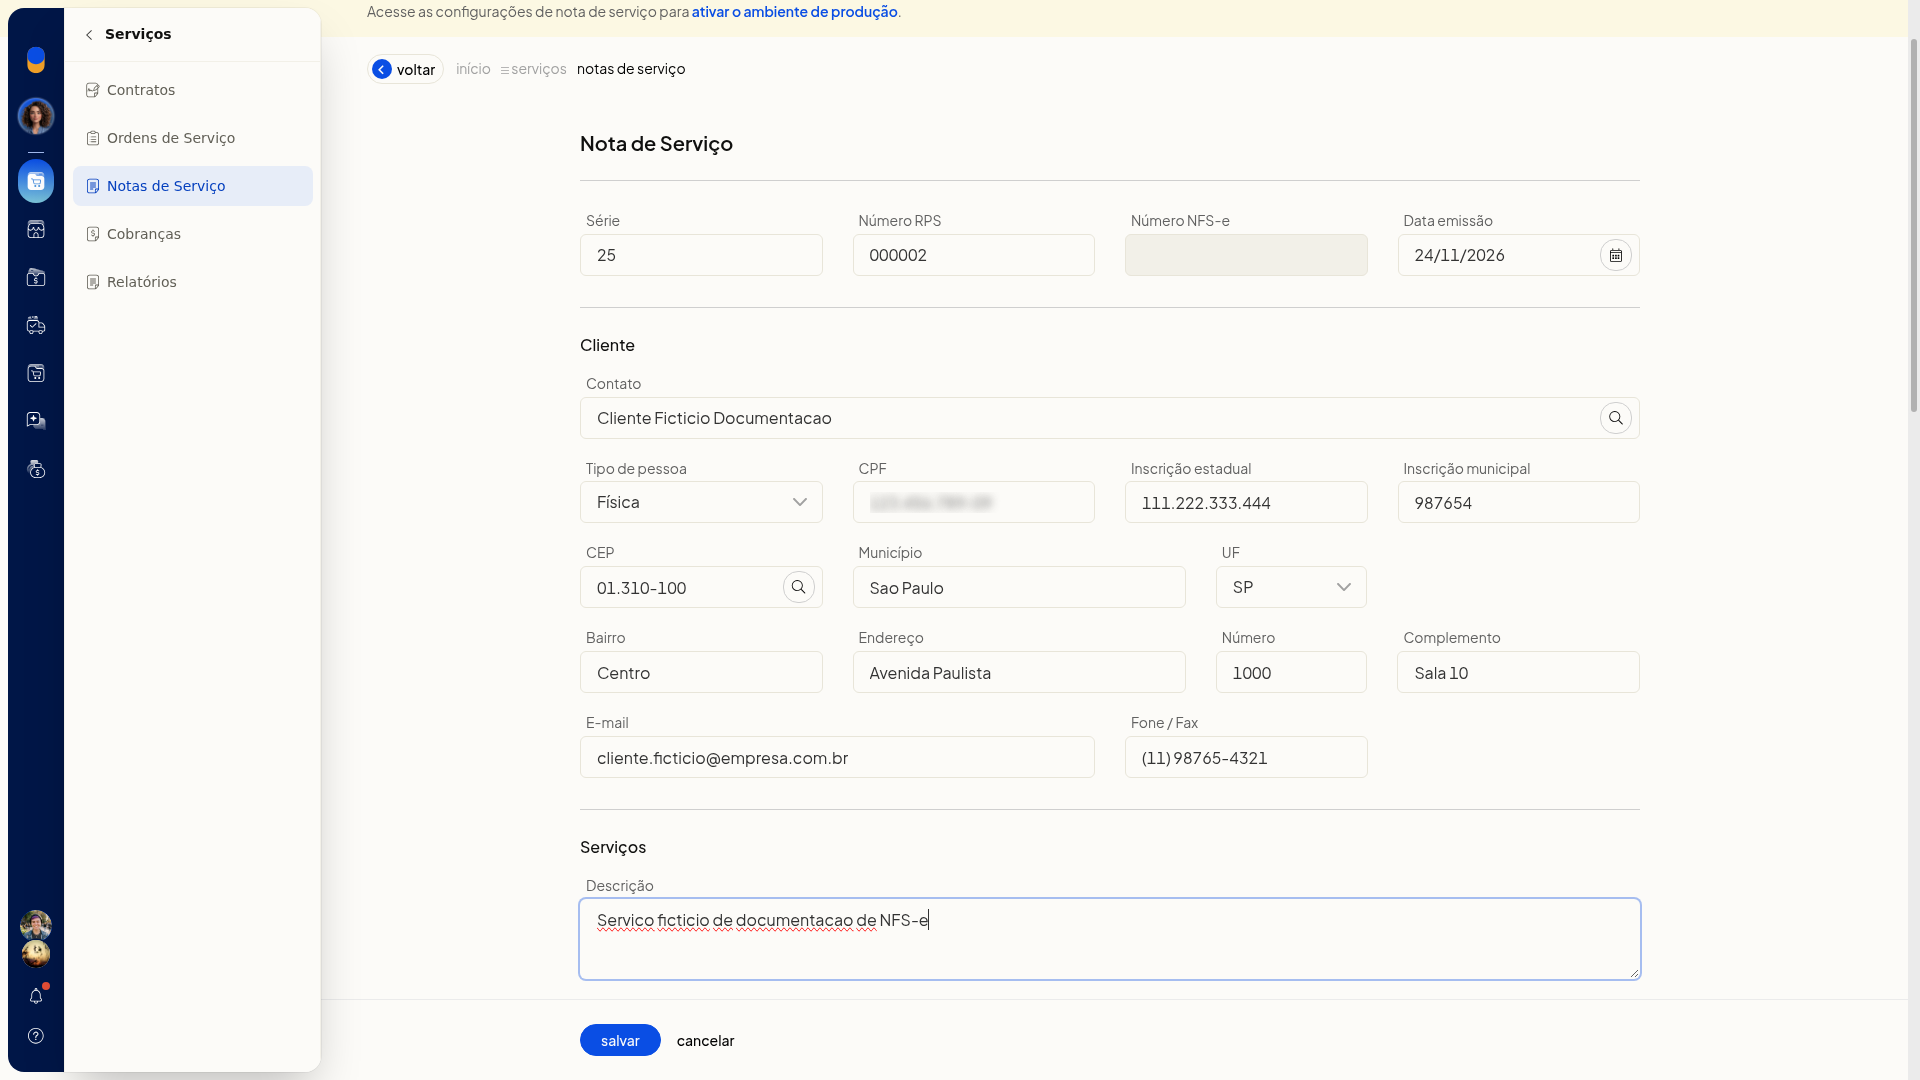 Acesse as configurações de nota de serviço para ativar o ambiente de produção.
Serviços
Contratos
Ordens de Serviço
Notas de Serviço
Cobranças
Relatórios
voltar início serviços notas de serviço
Nota de Serviço
Série Número RPS Número NFS-e Data emissão
25 000002 24/11/2026
Cliente
Contato
Cliente Ficticio Documentacao
Tipo de pessoa CPF Inscrição estadual Inscrição municipal
Física 111.222.333.444 987654
CEP Município UF
01.310-100 Sao Paulo SP
Bairro Endereço Número Complemento
Centro Avenida Paulista 1000 Sala 10
E-mail Fone / Fax
cliente.ficticio@empresa.com.br (11) 98765-4321
Serviços
Descrição
Servico ficticio de documentacao de NFS-e
salvar cancelar